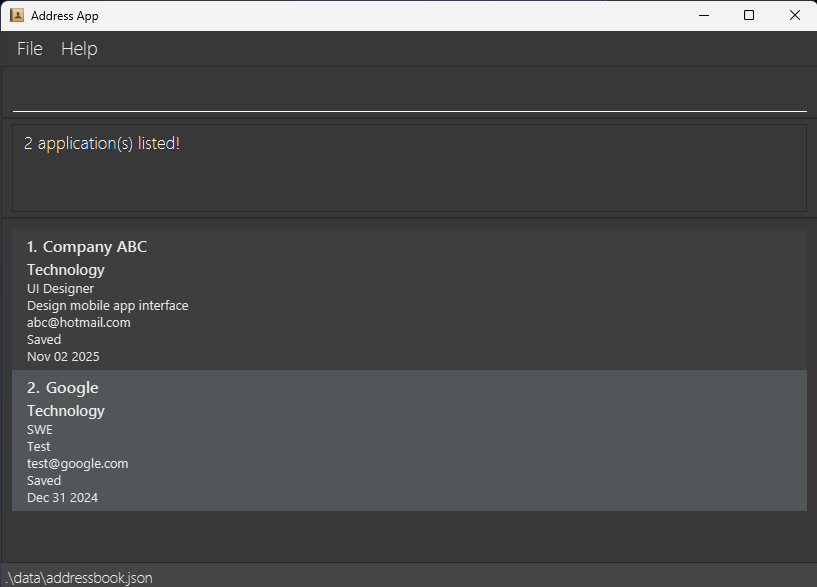 Address App
File Help
2 application(s) listed!
1. Company ABC
Technology
UI Designer
Design mobile app interface
abc@hotmail.com
Saved
Nov 02 2025
2. Google
Technology
SWE
Test
test@google.com
Saved
Dec 31 2024
.\data\addressbook.json